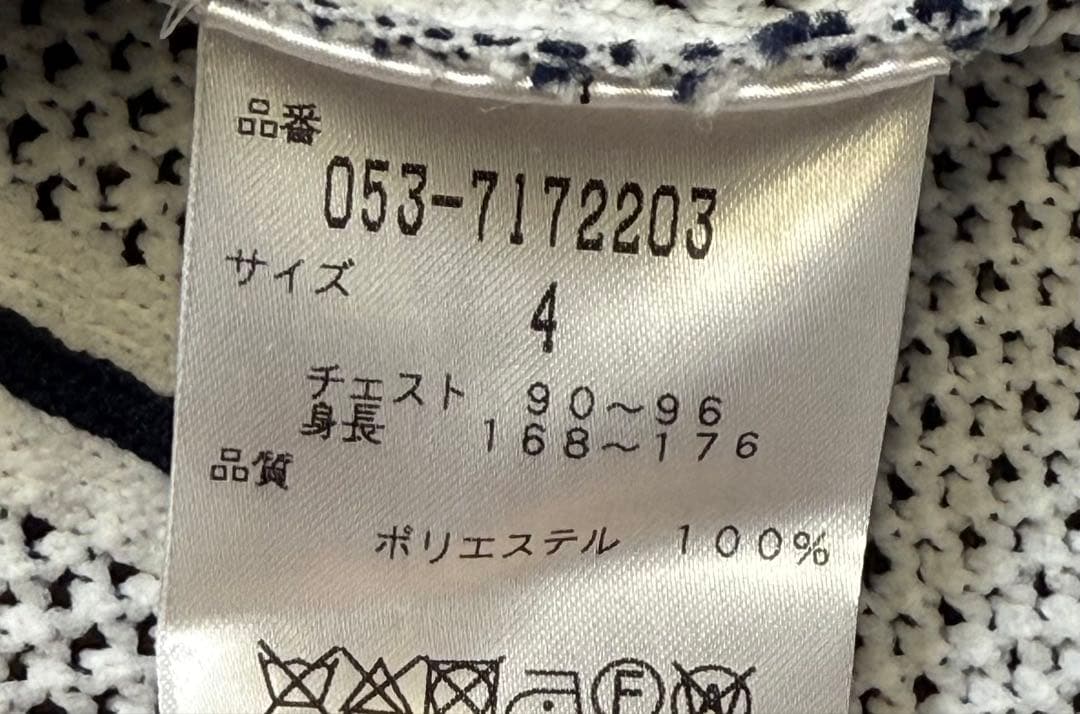 品番
053-7172203
サイズ
4
チェスト 90～96
身長 168～176
品質
ポリエステル 100%
F
W